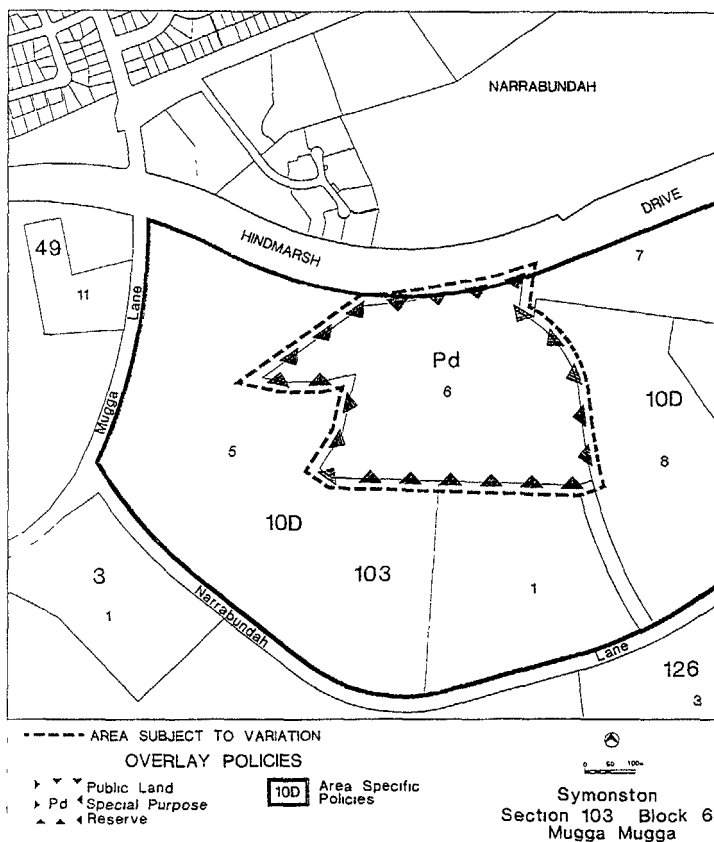 NARRABUNDAH
HINDMARSH
DRIVE
7
49
11
Lane
Mugga
Pd
6
10D
8
5
10D
103
3
1
1
Narrabundah
Lane
126
3
AREA SUBJECT TO VARIATION
OVERLAY POLICIES
Public Land
Pd Special Purpose
Reserve
10D Area Specific
Policies
0 50 100m
Symonston
Section 103 Block 6
Mugga Mugga